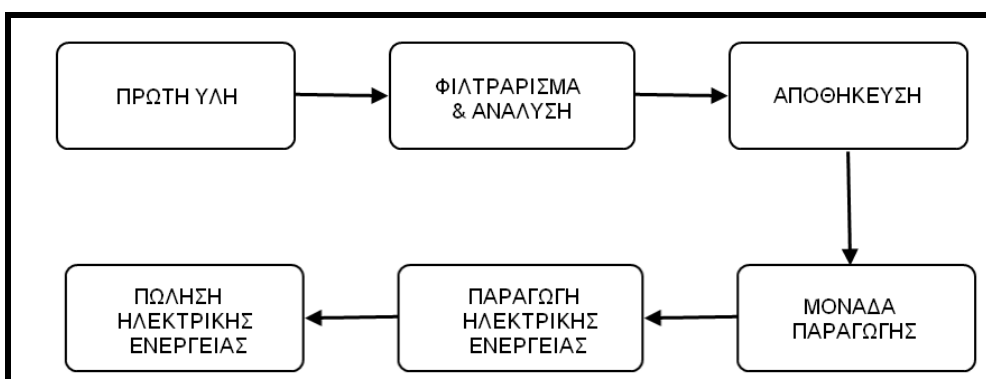 ΠΡΩΤΗ ΥΛΗ
ΦΙΛΤΡΑΡΙΣΜΑ
& ΑΝΑΛΥΣΗ
ΑΠΟΘΗΚΕΥΣΗ
ΜΟΝΑΔΑ
ΠΑΡΑΓΩΓΗΣ
ΠΑΡΑΓΩΓΗ
ΗΛΕΚΤΡΙΚΗΣ
ΕΝΕΡΓΕΙΑΣ
ΠΩΛΗΣΗ
ΗΛΕΚΤΡΙΚΗΣ
ΕΝΕΡΓΕΙΑΣ